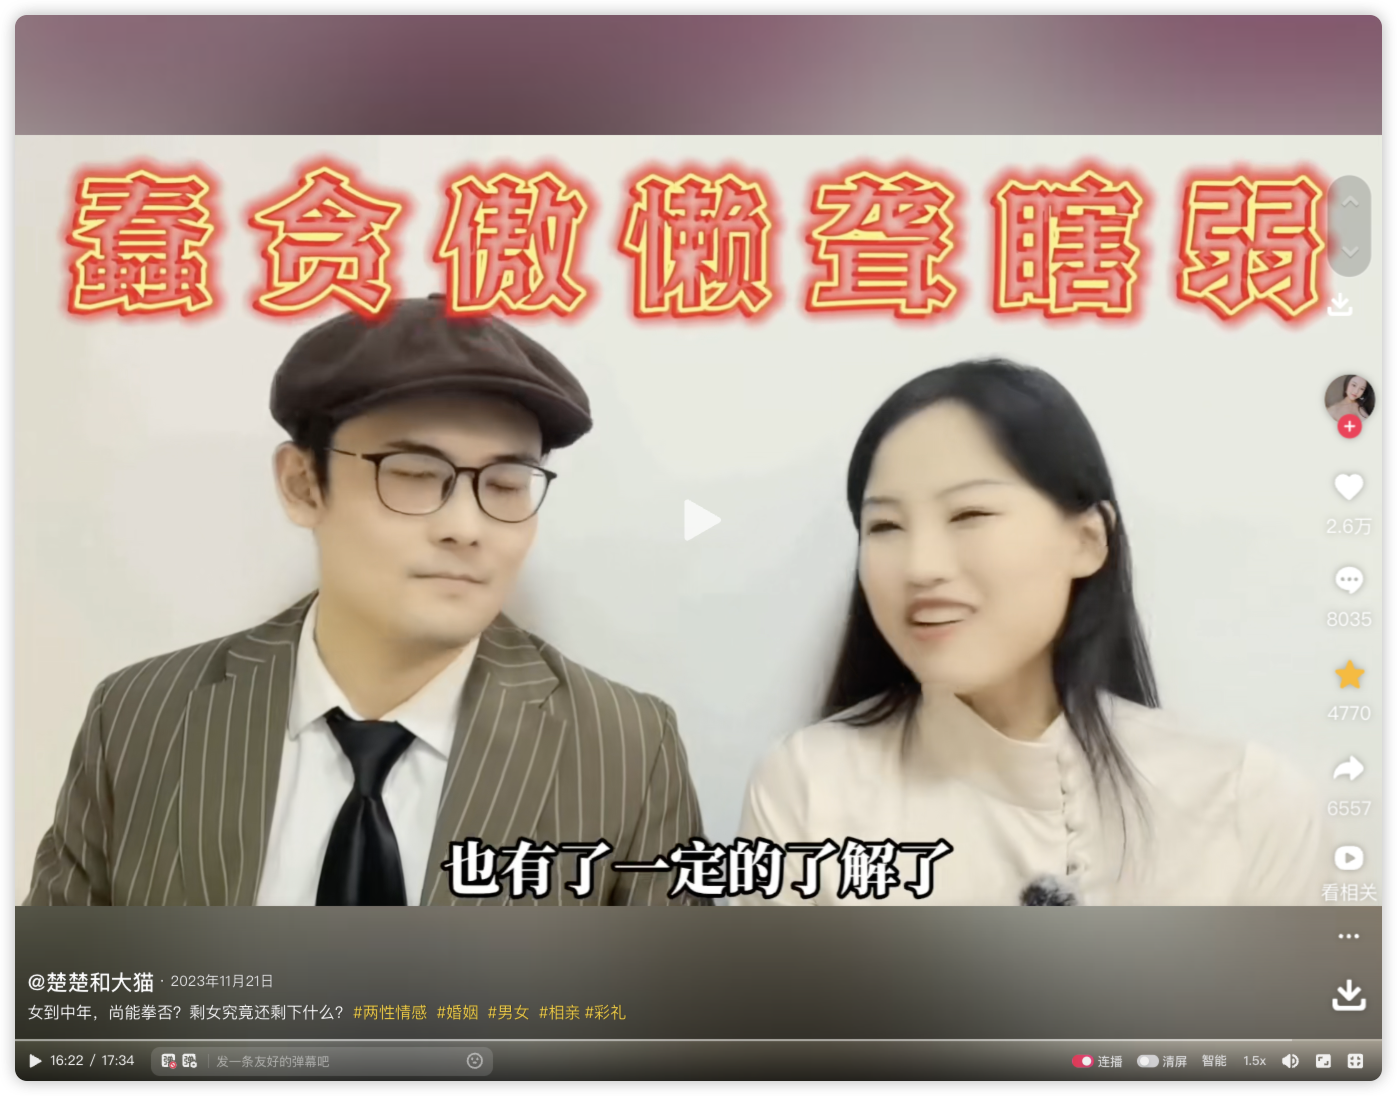 蠢贪傲懒聋瞎弱
2.6万
8035
4770
6557
看相关
也有了一定的了解了
@楚楚和大猫 · 2023年11月21日
女到中年，尚能拳否？剩女究竟还剩下什么？ #两性情感 #婚姻 #男女 #相亲 #彩礼
16:22 / 17:34 弹 弹 发一条友好的弹幕吧 连播 清屏 智能 1.5x